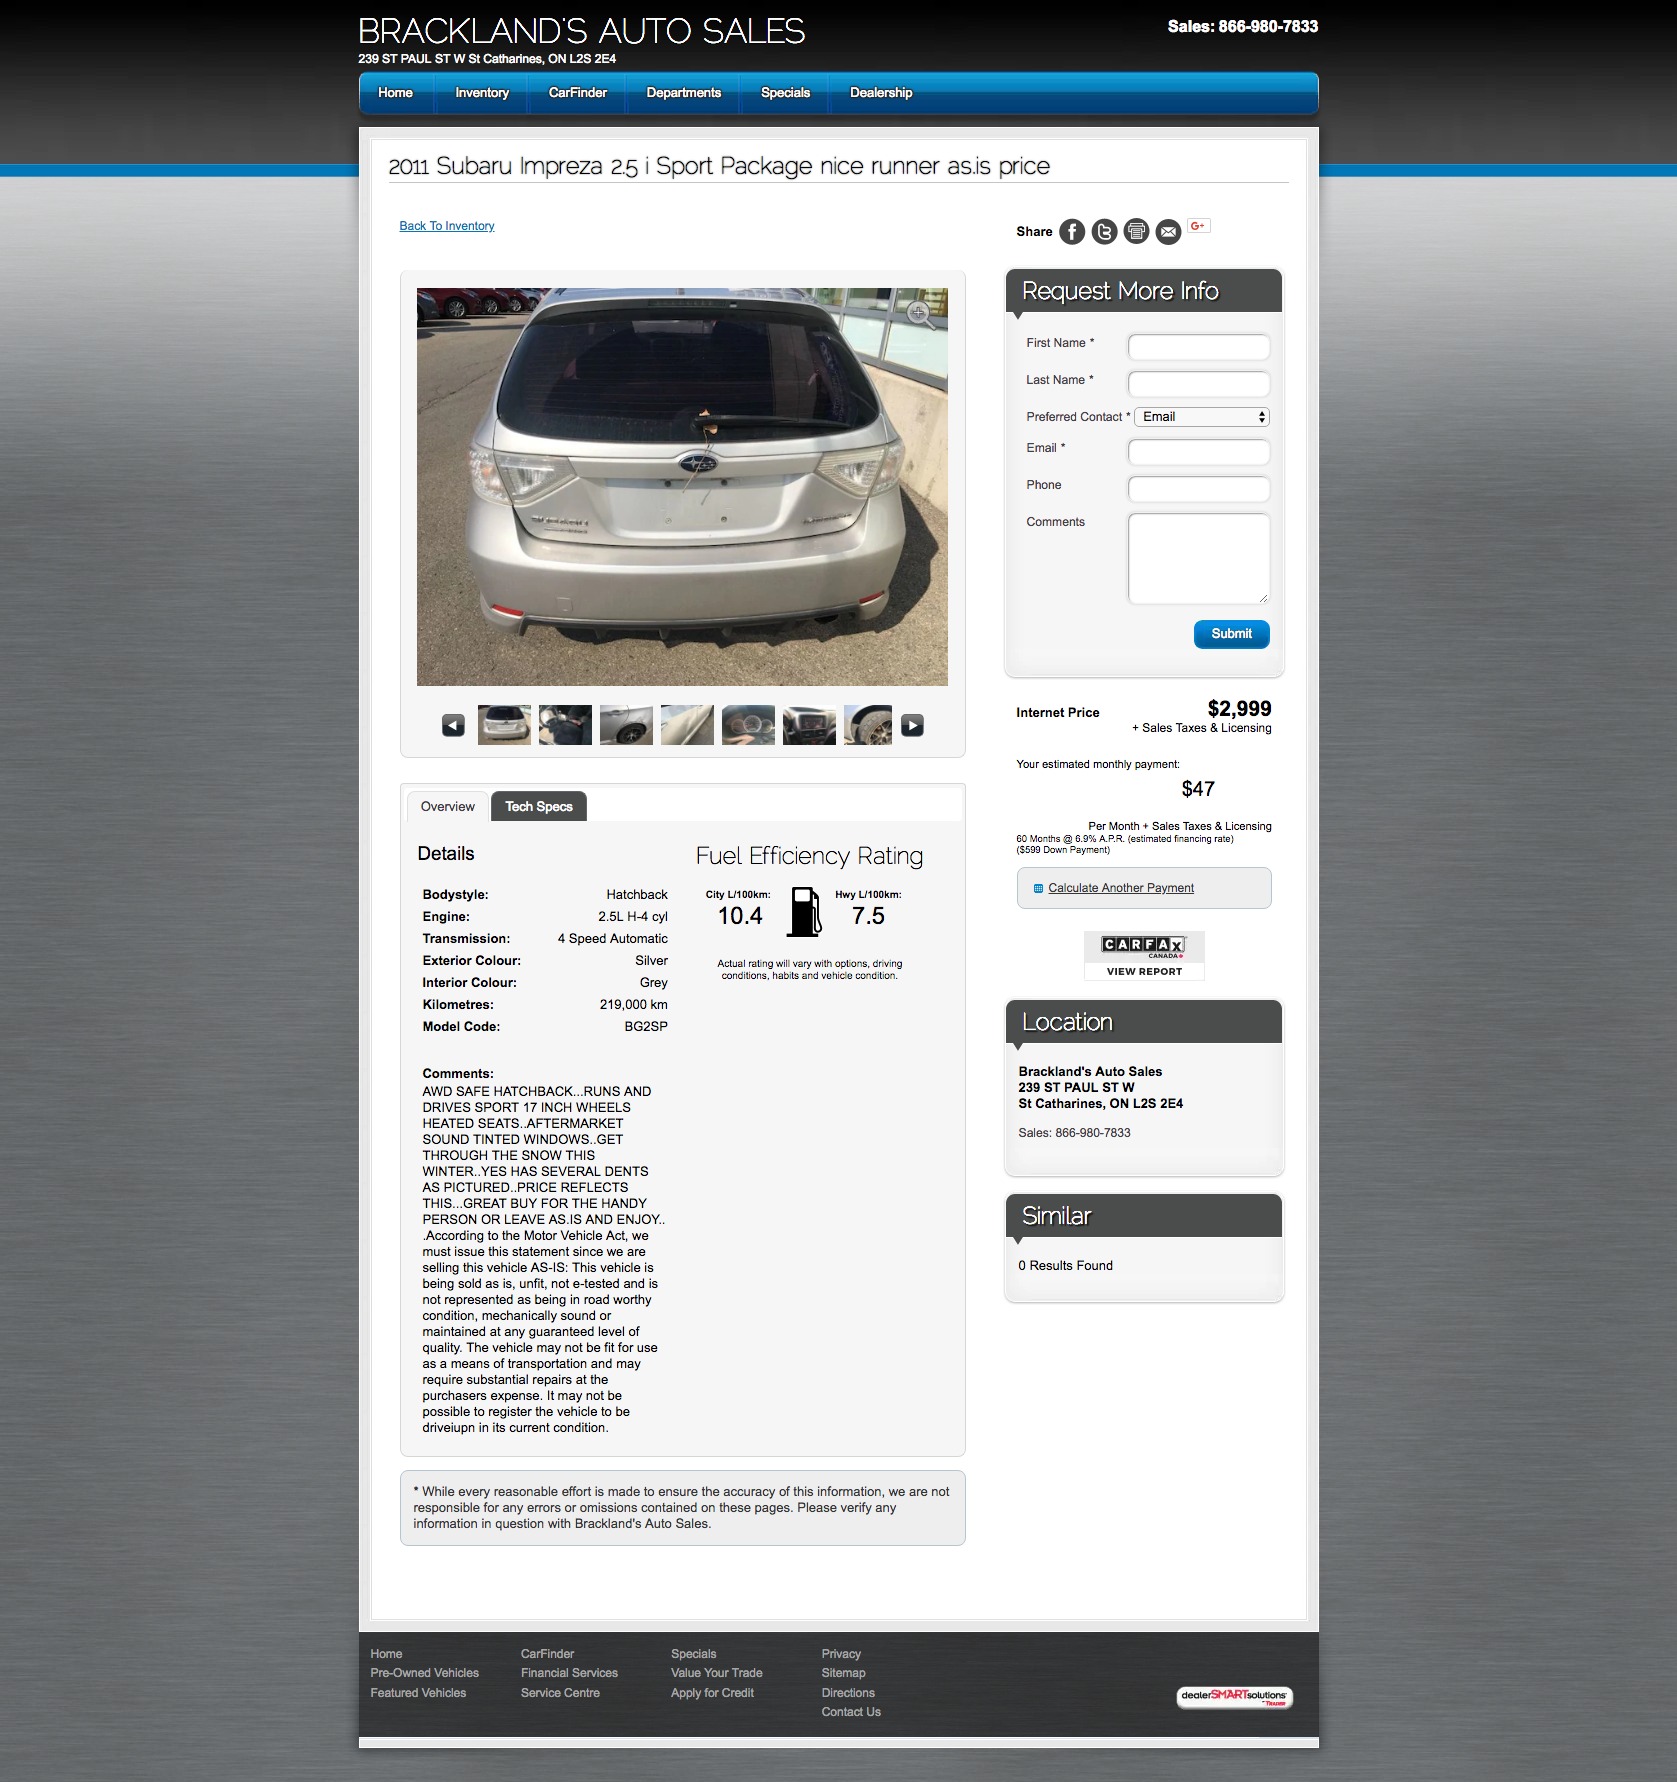 BRACKLAND'S AUTO SALES
Sales: 866-980-7833
239 ST PAUL ST W St Catharines, ON L2S 2E4
Home Inventory CarFinder Departments Specials Dealership
2011 Subaru Impreza 2.5 i Sport Package nice runner as.is price
Back To Inventory
Share
G+
SUBARU
Overview
Tech Specs
Details
Bodystyle: Hatchback
Engine: 2.5L H-4 cyl
Transmission: 4 Speed Automatic
Exterior Colour: Silver
Interior Colour: Grey
Kilometres: 219,000 km
Model Code: BG2SP
Fuel Efficiency Rating
City L/100km: Hwy L/100km:
10.4 7.5
Actual rating will vary with options, driving
conditions, habits and vehicle condition.
Comments:
AWD SAFE HATCHBACK...RUNS AND
DRIVES SPORT 17 INCH WHEELS
HEATED SEATS..AFTERMARKET
SOUND TINTED WINDOWS..GET
THROUGH THE SNOW THIS
WINTER..YES HAS SEVERAL DENTS
AS PICTURED..PRICE REFLECTS
THIS...GREAT BUY FOR THE HANDY
PERSON OR LEAVE AS.IS AND ENJOY..
.According to the Motor Vehicle Act, we
must issue this statement since we are
selling this vehicle AS-IS: This vehicle is
being sold as is, unfit, not e-tested and is
not represented as being in road worthy
condition, mechanically sound or
maintained at any guaranteed level of
quality. The vehicle may not be fit for use
as a means of transportation and may
require substantial repairs at the
purchasers expense. It may not be
possible to register the vehicle to be
driveiupn in its current condition.
* While every reasonable effort is made to ensure the accuracy of this information, we are not
responsible for any errors or omissions contained on these pages. Please verify any
information in question with Brackland's Auto Sales.
Request More Info
First Name *
Last Name *
Preferred Contact * Email
Email *
Phone
Comments
Submit
Internet Price $2,999
+ Sales Taxes & Licensing
Your estimated monthly payment:
$47
Per Month + Sales Taxes & Licensing
60 Months @ 6.9% A.P.R. (estimated financing rate)
($599 Down Payment)
Calculate Another Payment
CARFAX
CANADA
VIEW REPORT
Location
Brackland's Auto Sales
239 ST PAUL ST W
St Catharines, ON L2S 2E4
Sales: 866-980-7833
Similar
0 Results Found
Home CarFinder Specials Privacy
Pre-Owned Vehicles Financial Services Value Your Trade Sitemap
Featured Vehicles Service Centre Apply for Credit Directions
Contact Us
dealerSMARTsolutions
TRADER